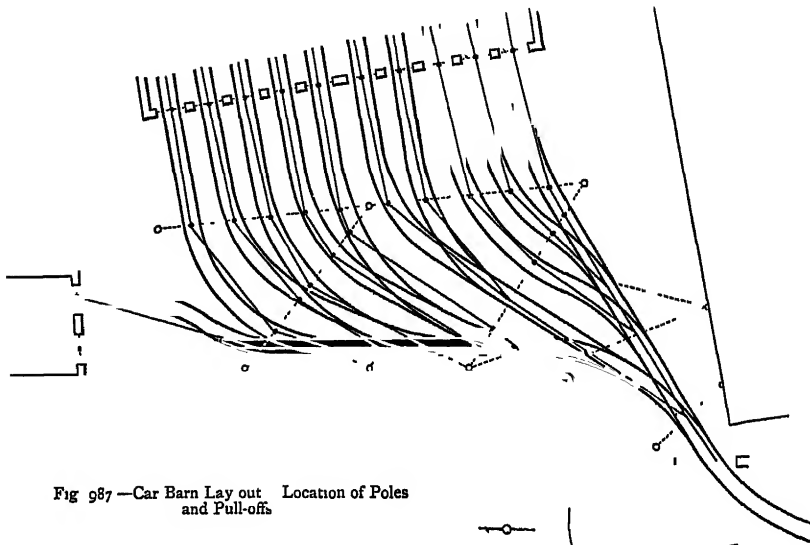 Fig 987—Car Barn Lay out Location of Poles
and Pull-offs